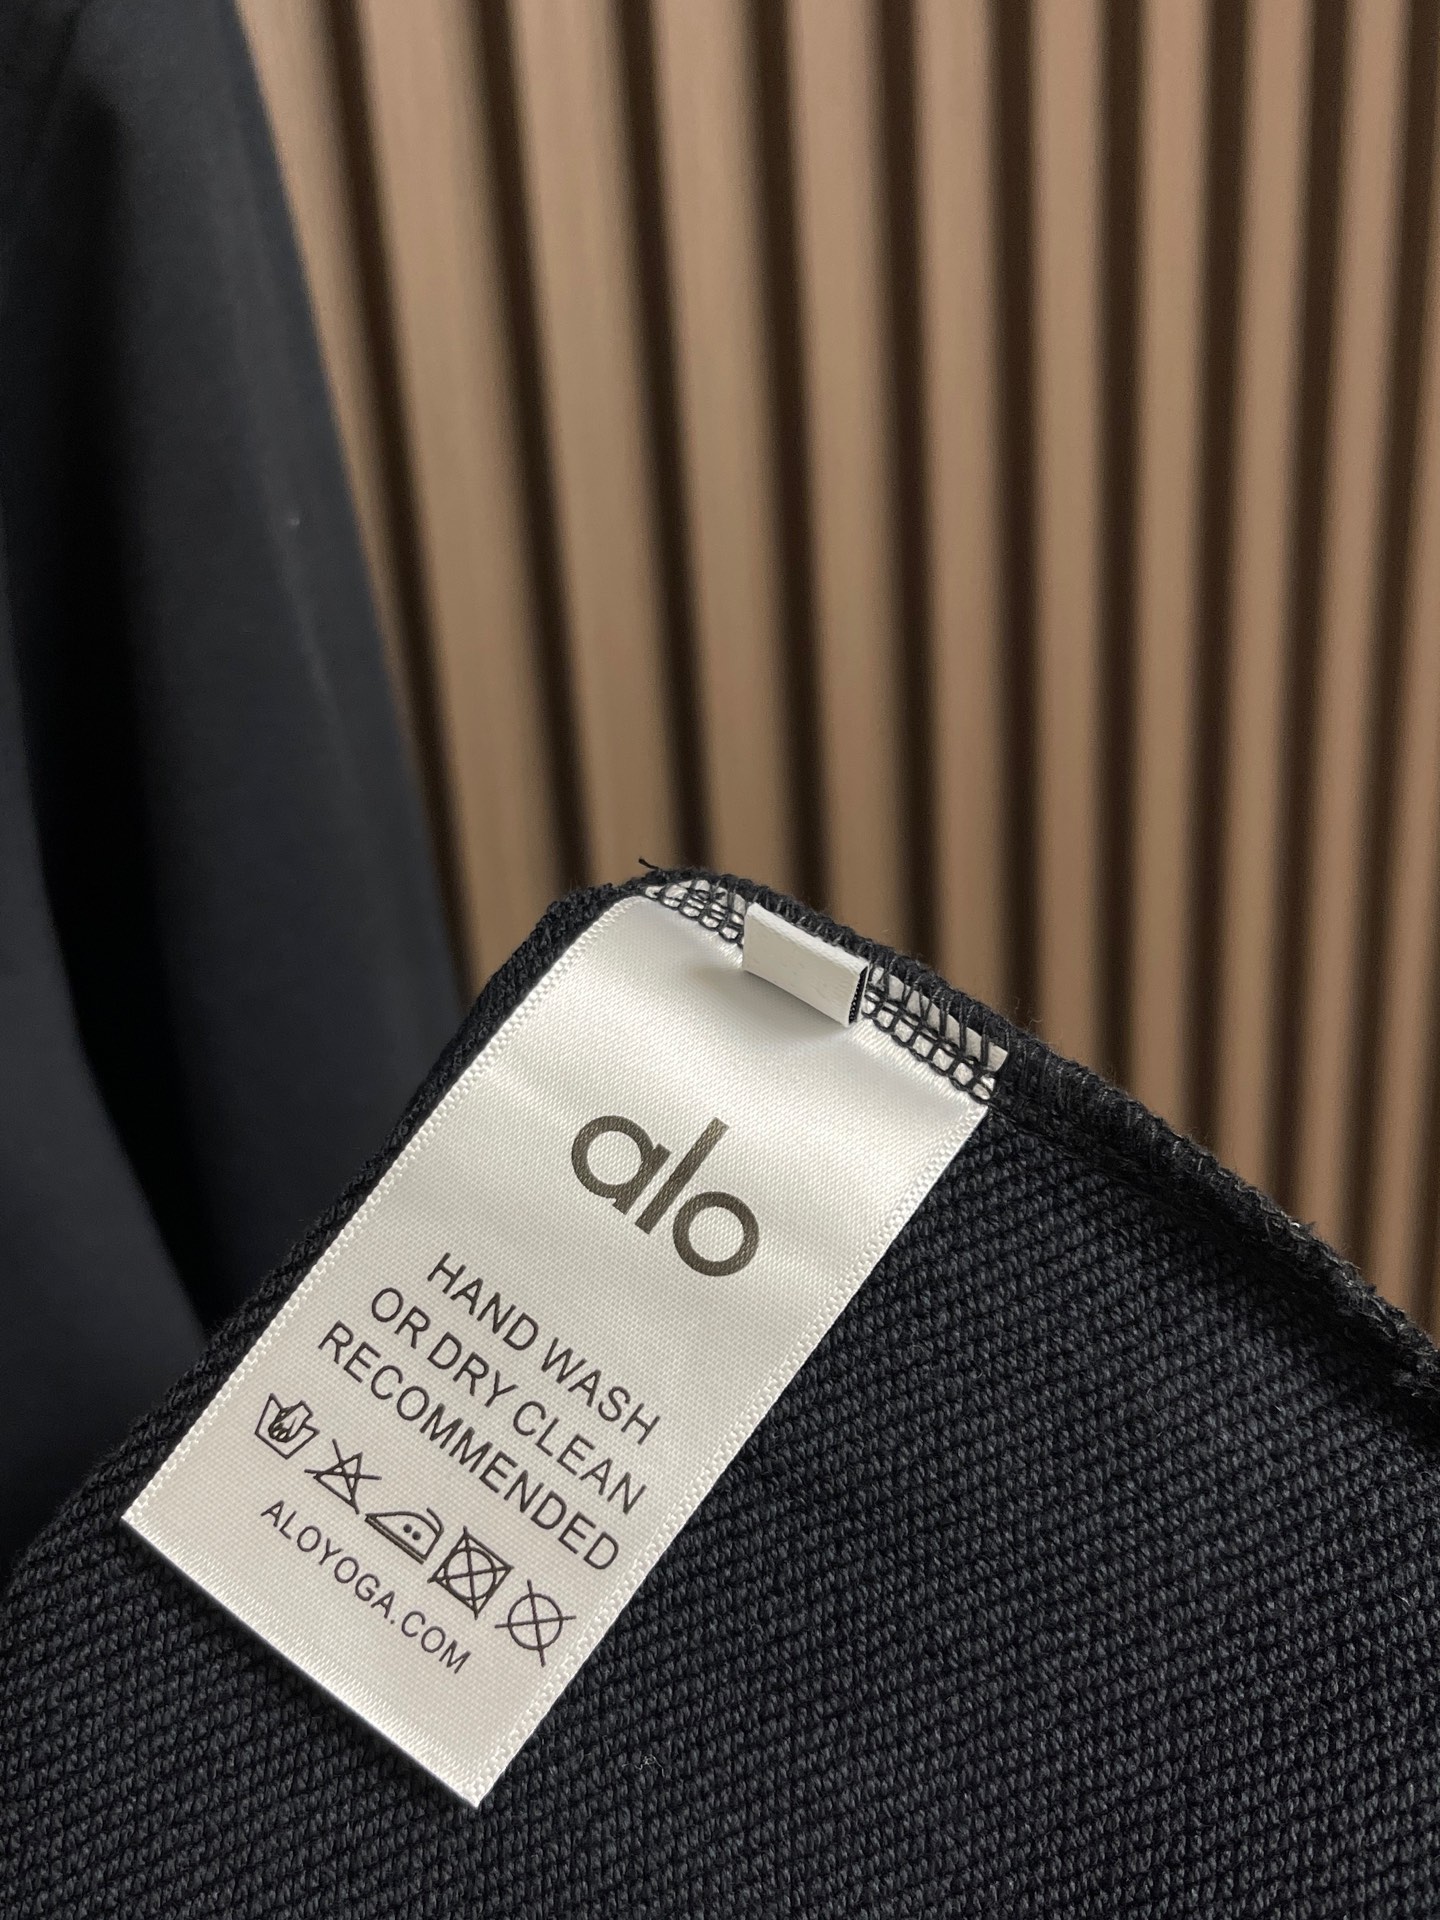 alo
HAND WASH
OR DRY CLEAN
RECOMMENDED
ALOYOGA.COM